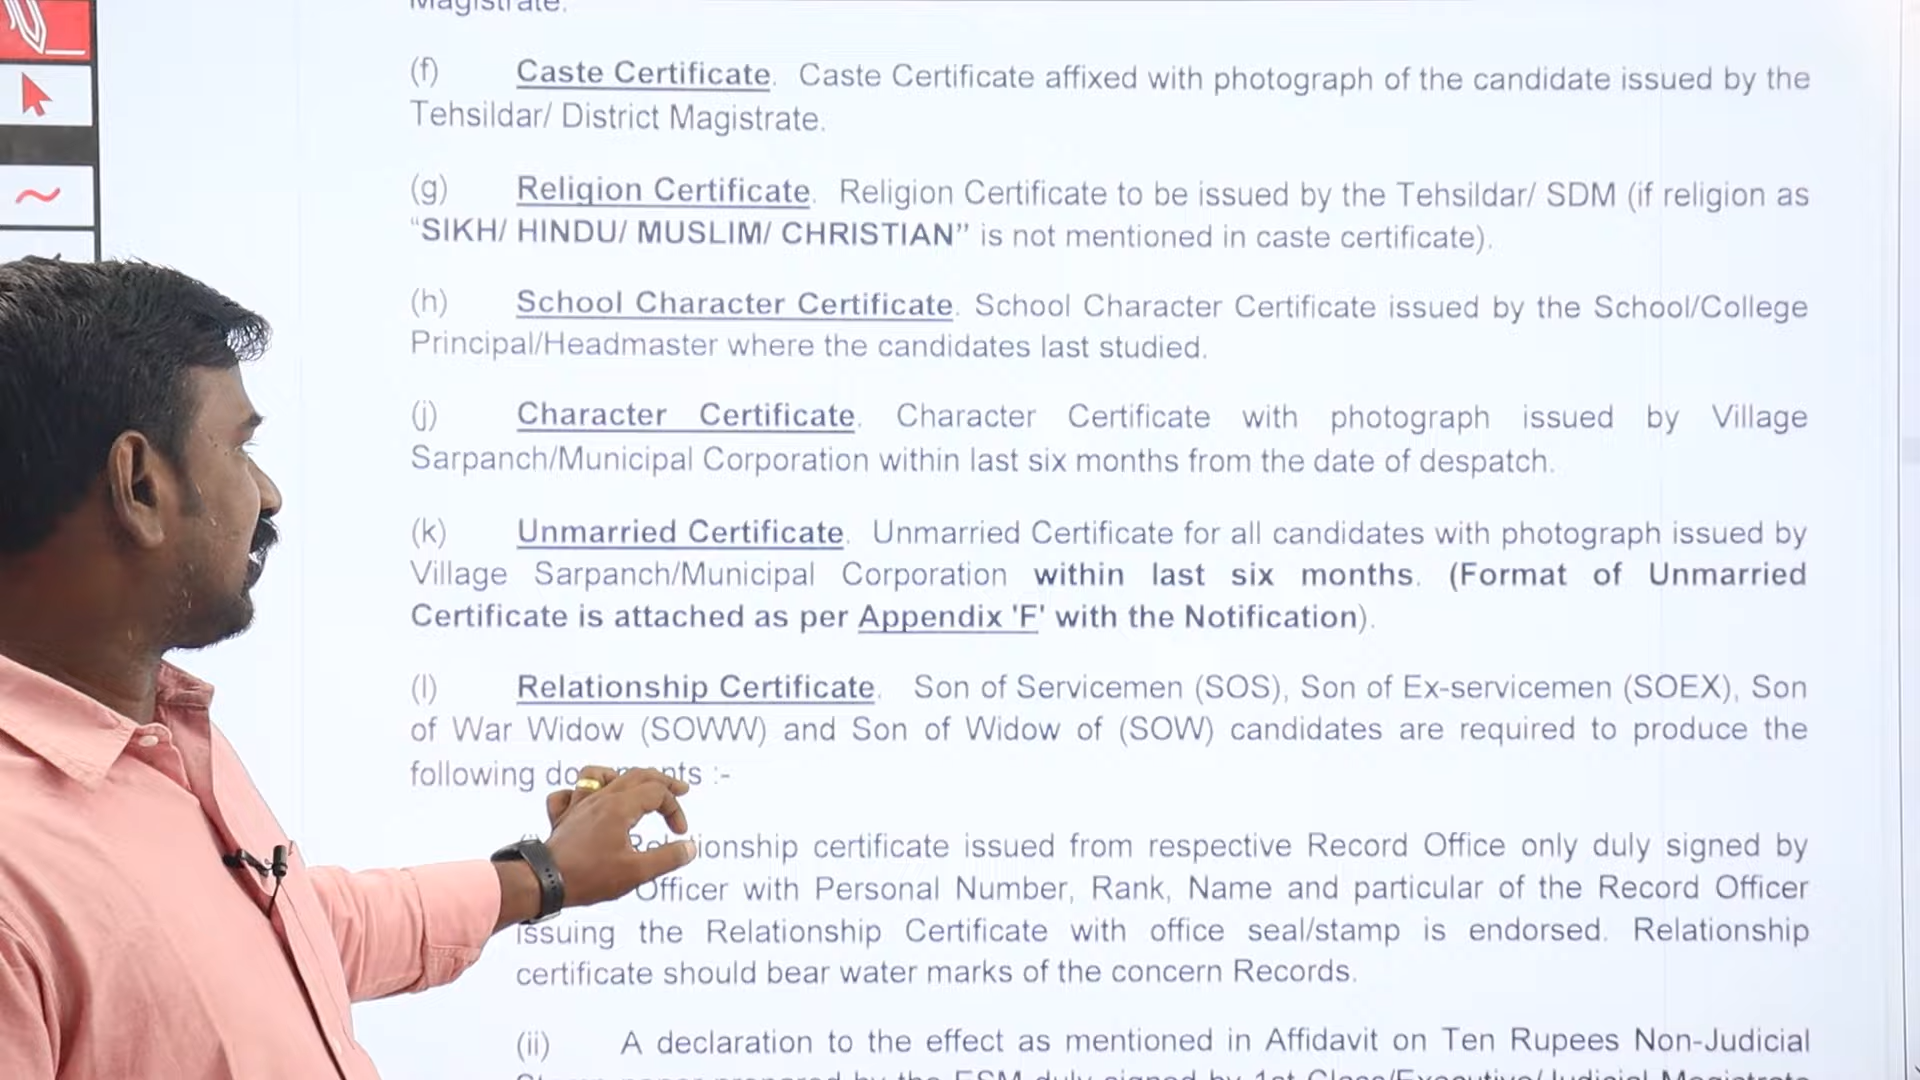 Magistrate.
(f) Caste Certificate. Caste Certificate affixed with photograph of the candidate issued by the
Tehsildar/ District Magistrate.
(g) Religion Certificate. Religion Certificate to be issued by the Tehsildar/ SDM (if religion as
“SIKH/ HINDU/ MUSLIM/ CHRISTIAN” is not mentioned in caste certificate).
(h) School Character Certificate. School Character Certificate issued by the School/College
Principal/Headmaster where the candidates last studied.
(j) Character Certificate. Character Certificate with photograph issued by Village
Sarpanch/Municipal Corporation within last six months from the date of despatch.
(k) Unmarried Certificate. Unmarried Certificate for all candidates with photograph issued by
Village Sarpanch/Municipal Corporation within last six months. (Format of Unmarried
Certificate is attached as per Appendix 'F' with the Notification).
(l) Relationship Certificate. Son of Servicemen (SOS), Son of Ex-servicemen (SOEX), Son
of War Widow (SOWW) and Son of Widow of (SOW) candidates are required to produce the
following :-
certificate issued from respective Record Office only duly signed by
Officer with Personal Number, Rank, Name and particular of the Record Officer
issuing the Relationship Certificate with office seal/stamp is endorsed. Relationship
certificate should bear water marks of the concern Records.
(ii) A declaration to the effect as mentioned in Affidavit on Ten Rupees Non-Judicial